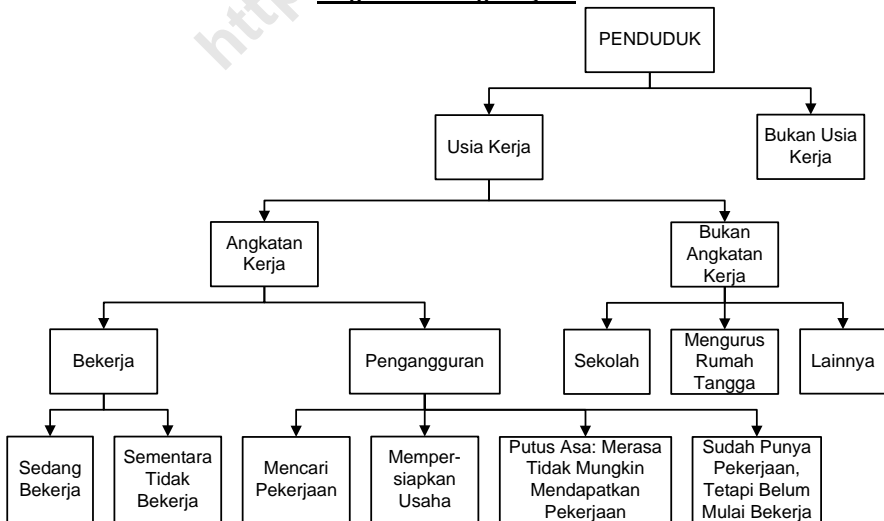 PENDUDUK
Usia Kerja
Bukan Usia
Kerja
Angkatan
Kerja
Bukan
Angkatan
Kerja
Bekerja
Pengangguran
Sekolah
Mengurus
Rumah
Tangga
Lainnya
Sedang
Bekerja
Sementara
Tidak
Bekerja
Mencari
Pekerjaan
Memper-
siapkan
Usaha
Putus Asa: Merasa
Tidak Mungkin
Mendapatkan
Pekerjaan
Sudah Punya
Pekerjaan,
Tetapi Belum
Mulai Bekerja